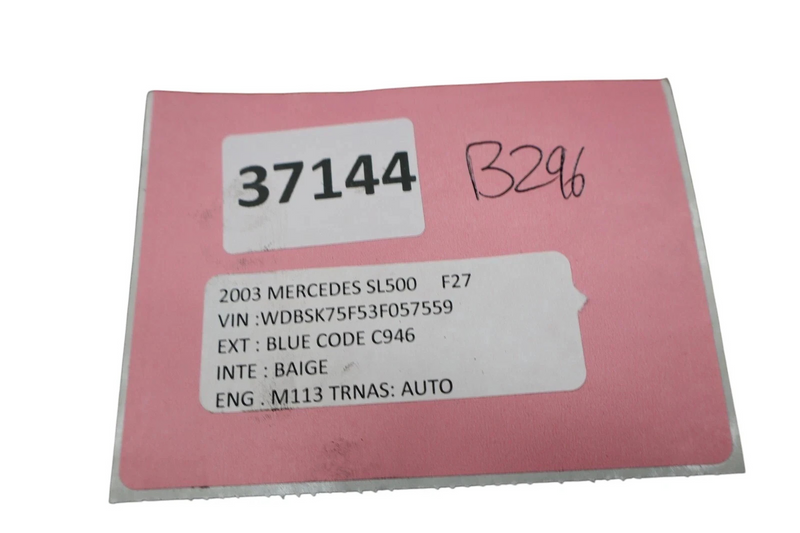 37144
B296
2003 MERCEDES SL500 F27
VIN :WDBSK75F53F057559
EXT : BLUE CODE C946
INTE : BAIGE
ENG . M113 TRNAS: AUTO